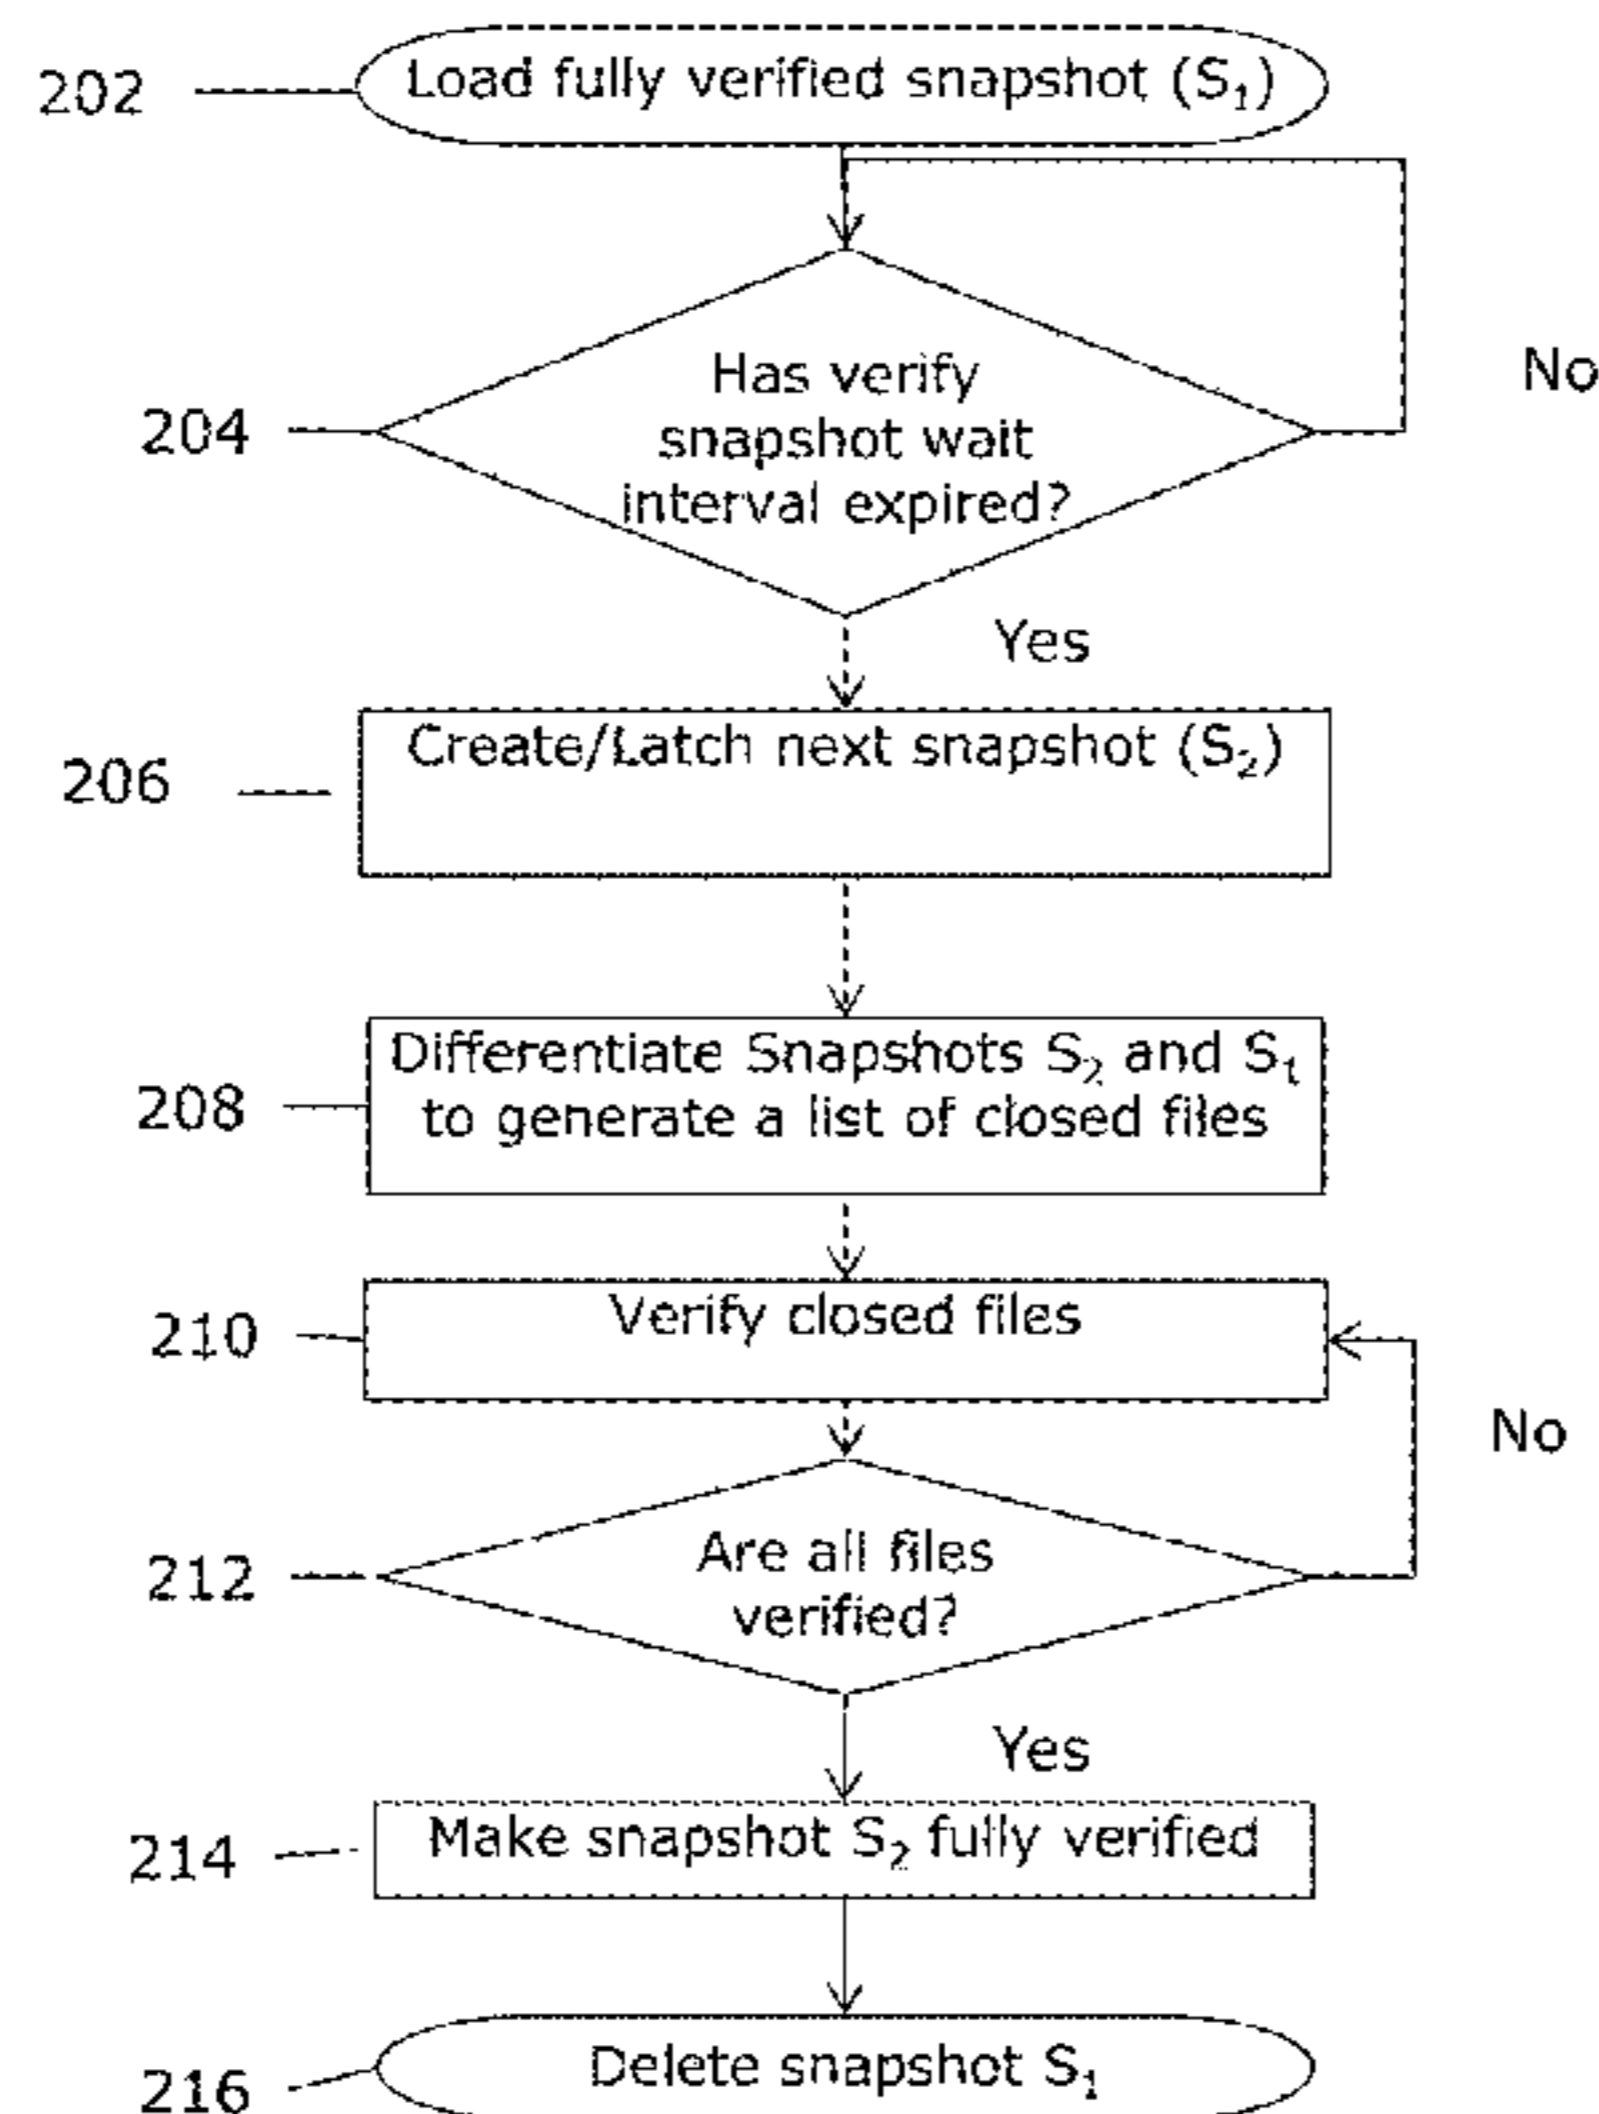 202
Load fully verified snapshot (S₁)
Has verify
snapshot wait
interval expired?
204
No
Yes
206
Create/Latch next snapshot (S₂)
208
Differentiate Snapshots S₂ and S₁
to generate a list of closed files
210
Verify closed files
No
212
Are all files
verified?
Yes
214
Make snapshot S₂ fully verified
216
Delete snapshot S₁